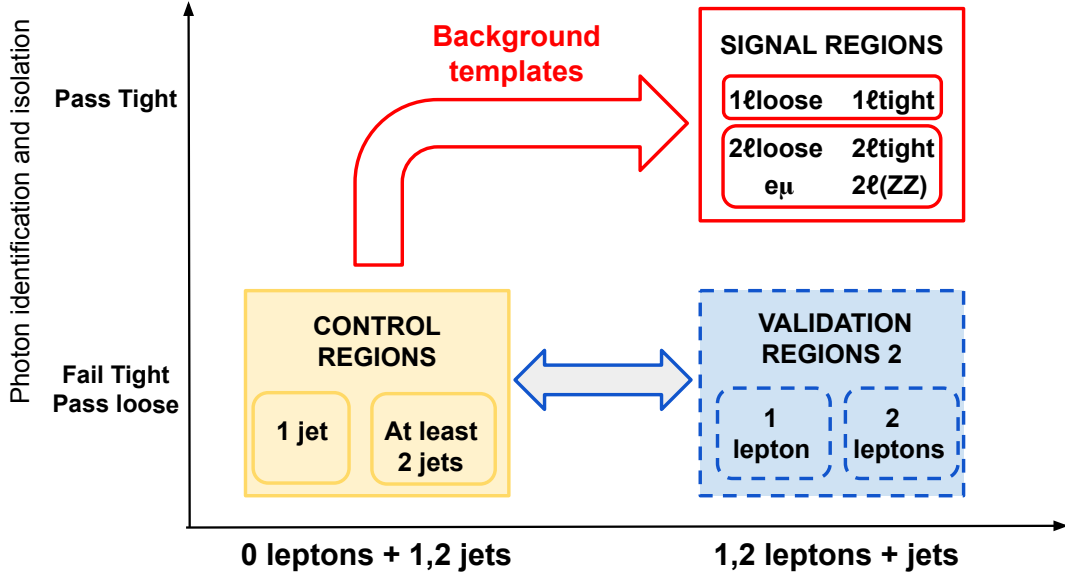 Photon identification and isolation
Pass Tight
Fail Tight
Pass loose
Background
templates
SIGNAL REGIONS
1ℓloose 1ℓtight
2ℓloose 2ℓtight
eμ 2ℓ(ZZ)
CONTROL
REGIONS
1 jet
At least
2 jets
VALIDATION
REGIONS 2
1
lepton
2
leptons
0 leptons + 1,2 jets
1,2 leptons + jets